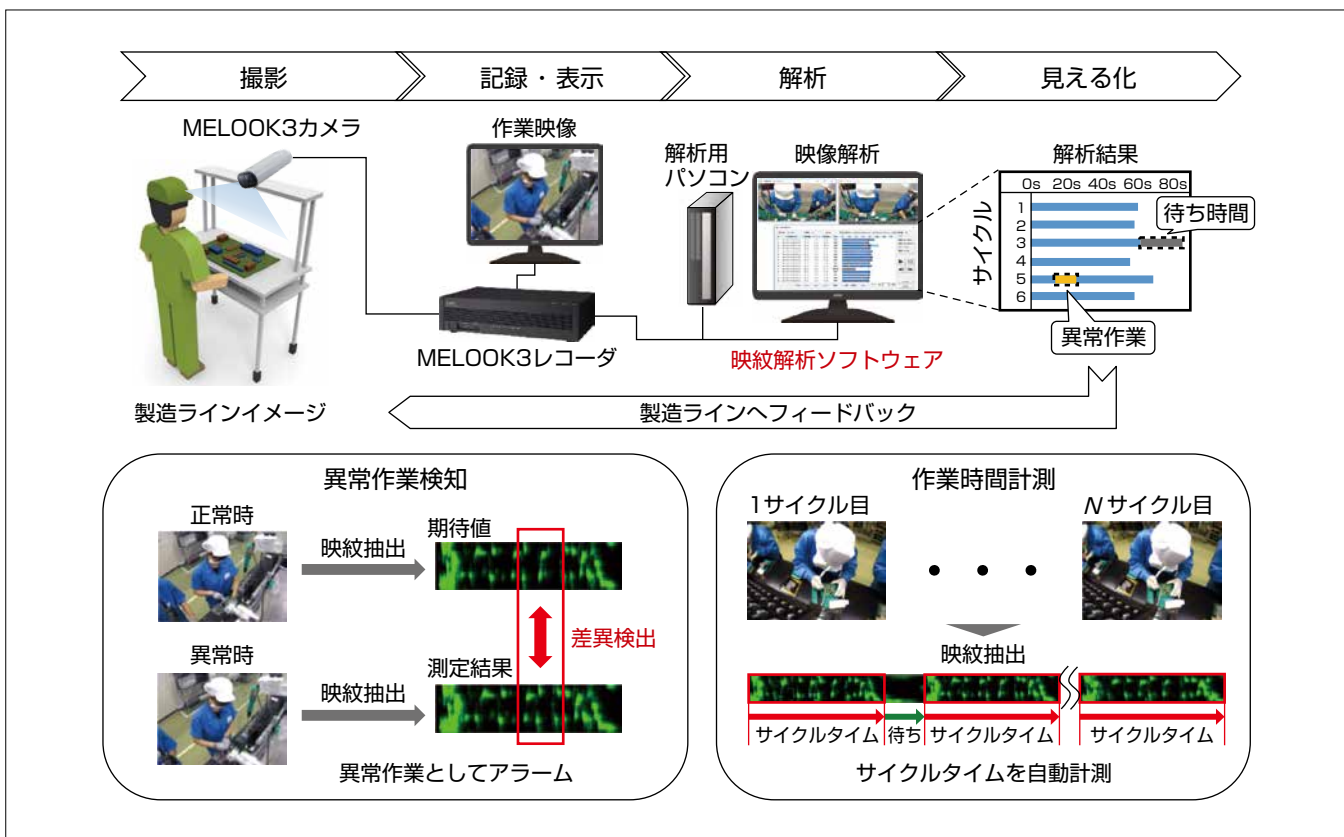 撮影
記録・表示
解析
見える化
MELOOK3カメラ
作業映像
解析用
パソコン
映像解析
解析結果
0s 20s 40s 60s 80s
サイクル
1
2
3
4
5
6
待ち時間
異常作業
MELOOK3レコーダ
映紋解析ソフトウェア
製造ラインイメージ
製造ラインへフィードバック
異常作業検知
正常時
映紋抽出
期待値
差異検出
異常時
映紋抽出
測定結果
異常作業としてアラーム
作業時間計測
1サイクル目
Nサイクル目
・・・
映紋抽出
サイクルタイム
待ち
サイクルタイム
サイクルタイム
サイクルタイムを自動計測